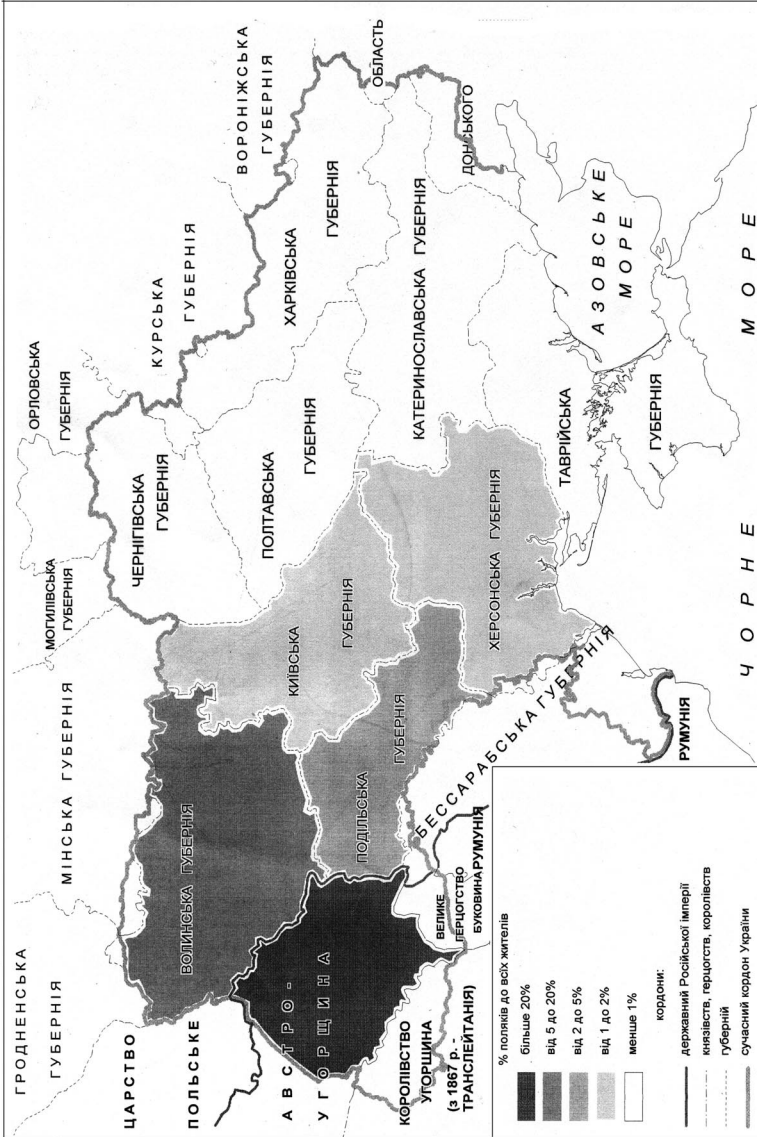 ГРОДНЕНСЬКА
ГУБЕРНІЯ
МІНСЬКА ГУБЕРНІЯ
МОГИЛІВСЬКА
ГУБЕРНІЯ
ОРЛОВСЬКА
ГУБЕРНІЯ
КУРСЬКА
ГУБЕРНІЯ
ВОРОНІЖСЬКА
ГУБЕРНІЯ
ЦАРСТВО
ПОЛЬСЬКЕ
ВОЛИНСЬКА ГУБЕРНІЯ
ЧЕРНІГІВСЬКА
ГУБЕРНІЯ
КИЇВСЬКА
ГУБЕРНІЯ
ПОЛТАВСЬКА
ГУБЕРНІЯ
ХАРКІВСЬКА
ГУБЕРНІЯ
ОБЛАСТЬ
ДОНСЬКОГО
АВСТРО-
УГОРЩИНА
ПОДІЛЬСЬКА
ГУБЕРНІЯ
ХЕРСОНСЬКА ГУБЕРНІЯ
КАТЕРИНОСЛАВСЬКА ГУБЕРНІЯ
КОРОЛІВСТВО
УГОРЩИНА
(з 1867 р. -
ТРАНСЛЕЙТАНІЯ)
ВЕЛИКЕ
ГЕРЦОГСТВО
БУКОВИНА
РУМУНІЯ
БЕССАРАБСЬКА ГУБЕРНІЯ
ТАВРІЙСЬКА
ГУБЕРНІЯ
АЗОВСЬКЕ
МОРЕ
РУМУНІЯ
ЧОРНЕ МОРЕ
% поляків до всіх жителів
більше 20%
від 5 до 20%
від 2 до 5%
від 1 до 2%
менше 1%
кордони:
державний Російської імперії
князівств, герцогств, королівств
губерній
сучасний кордон України